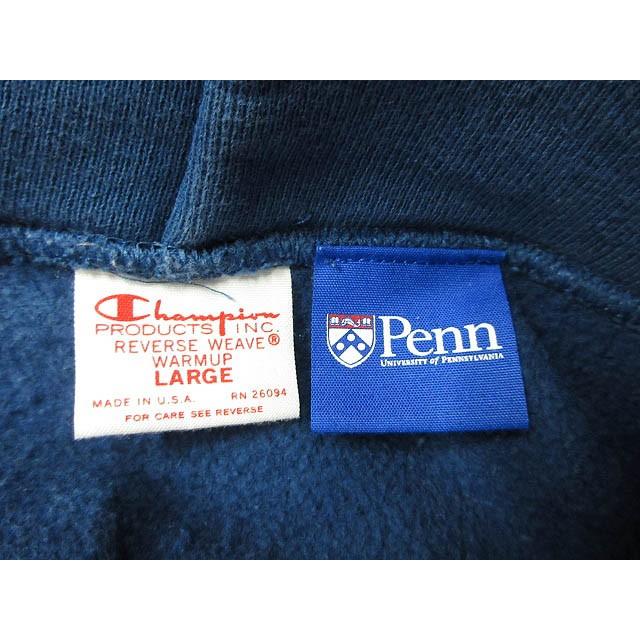 Champion
PRODUCTS INC.
REVERSE WEAVE®
WARMUP
LARGE
MADE IN U.S.A. RN 26094
FOR CARE SEE REVERSE
Penn
UNIVERSITY of PENNSYLVANIA